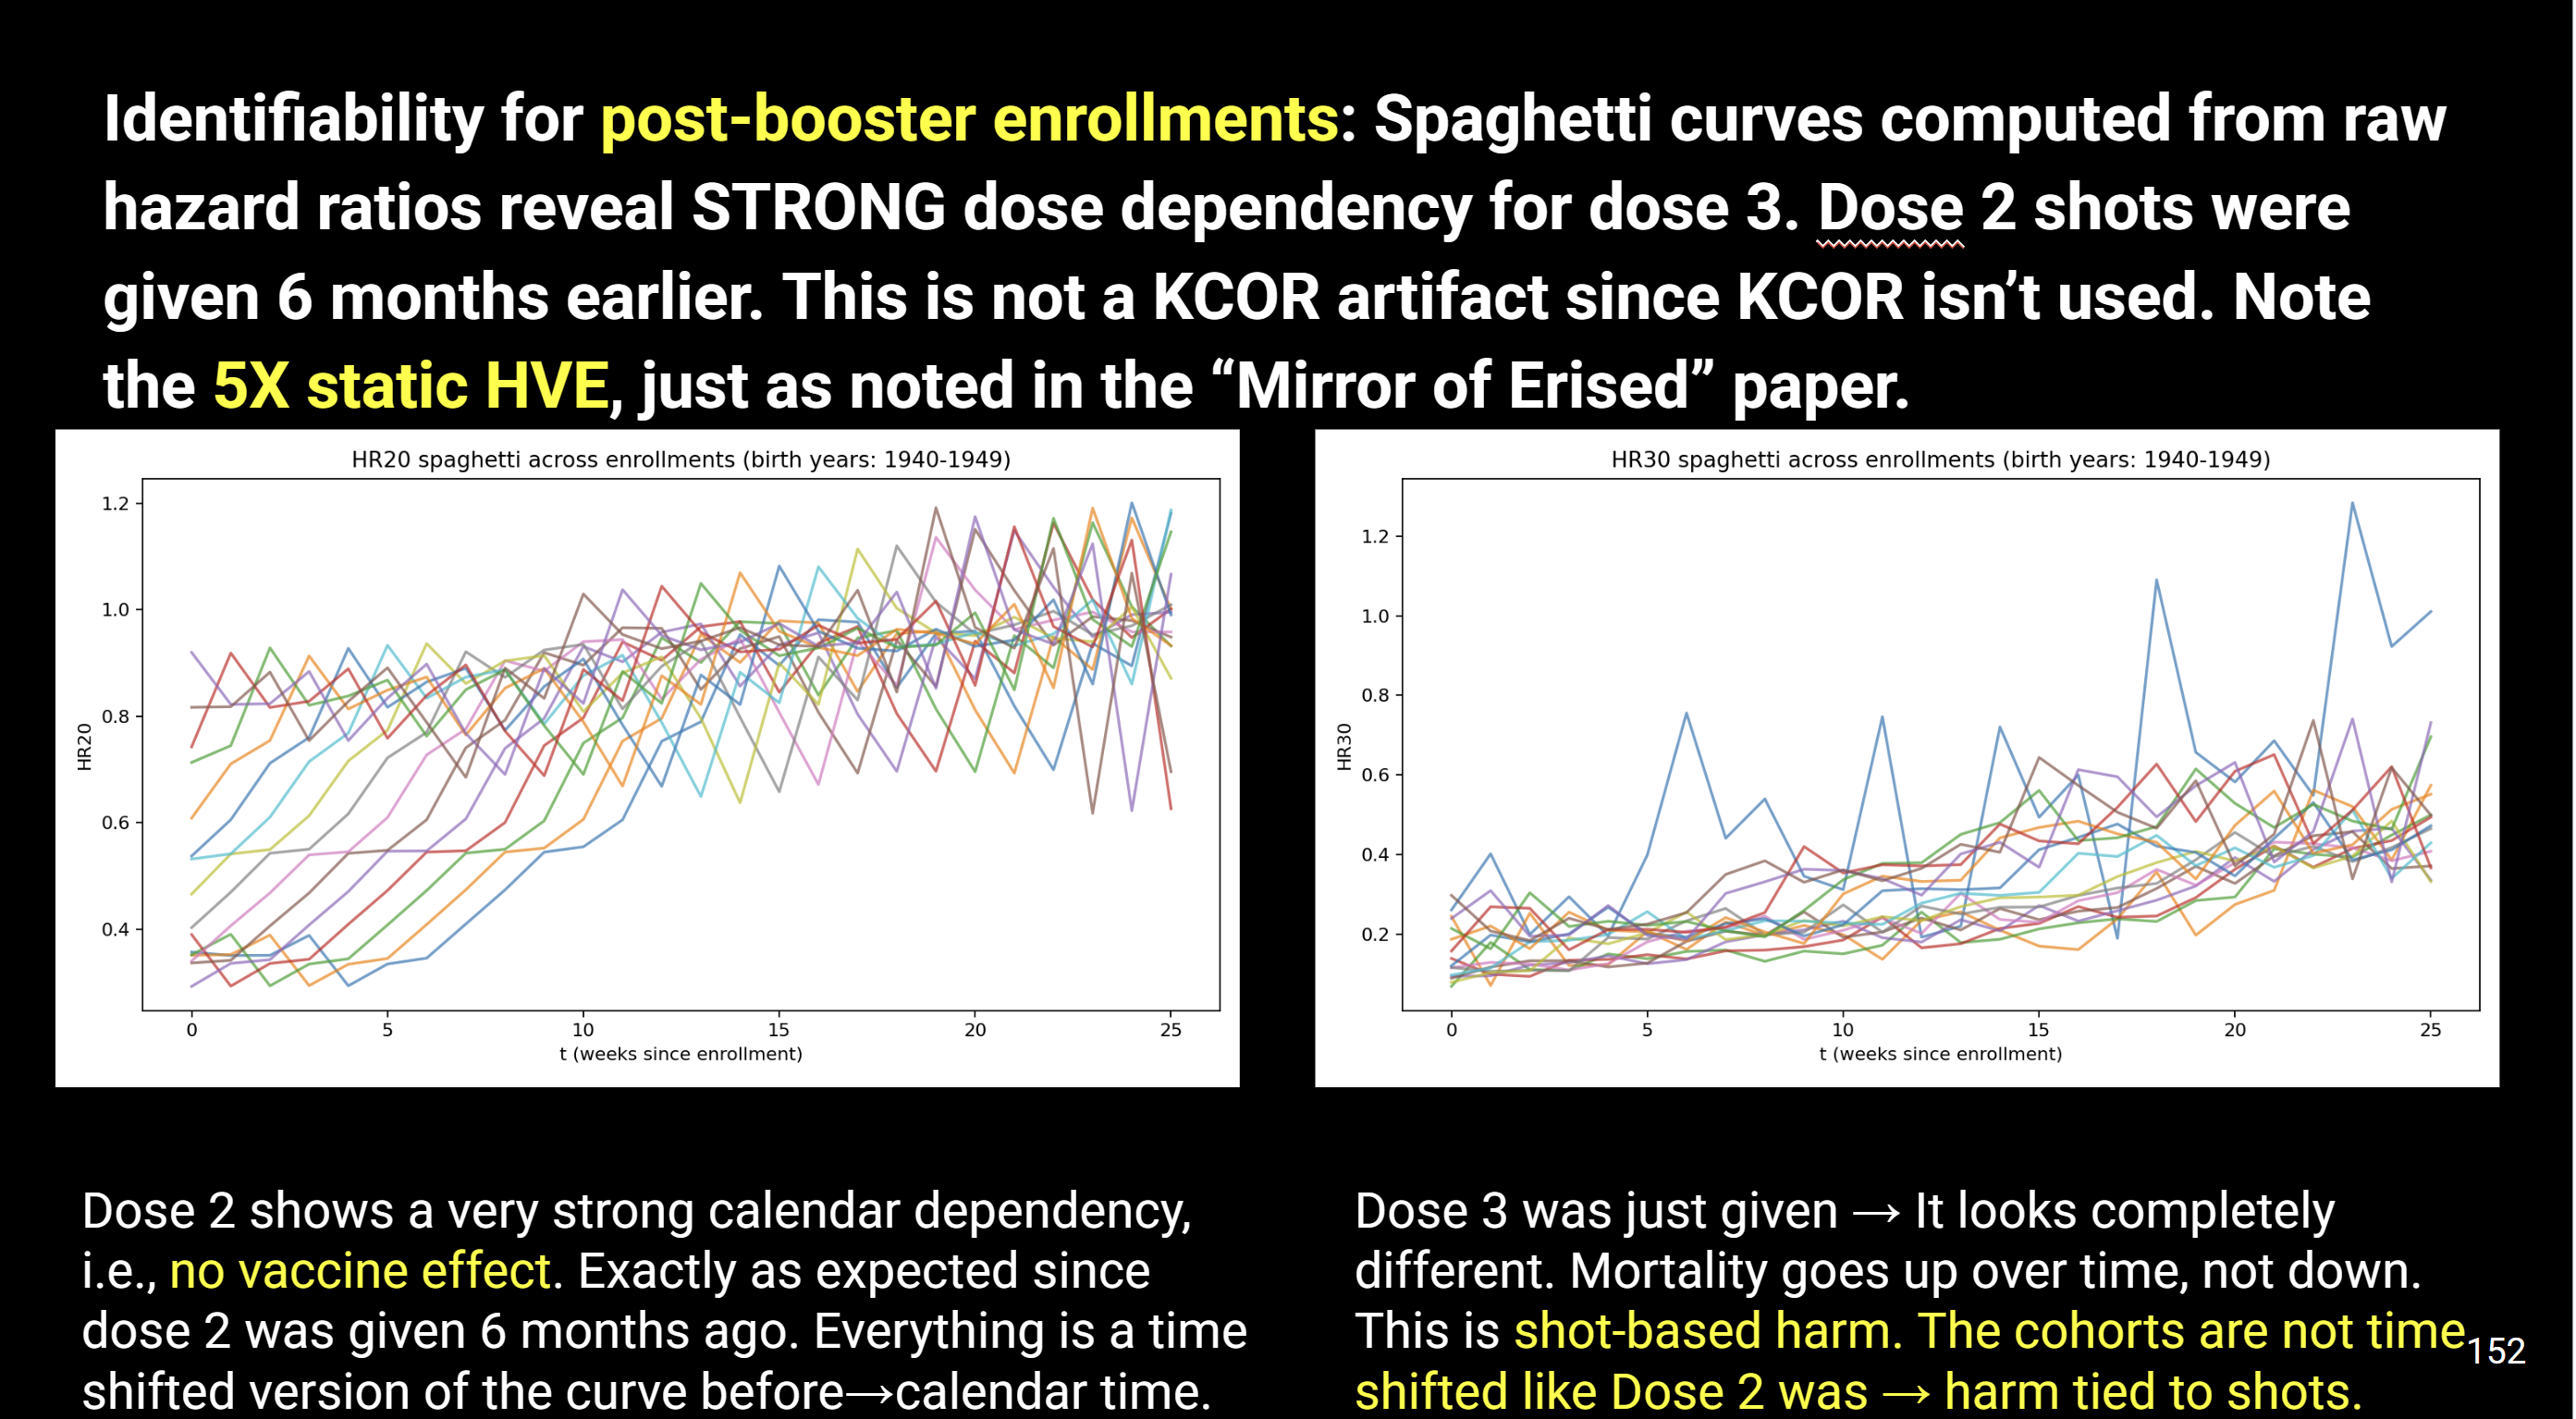 Identifiability for post-booster enrollments: Spaghetti curves computed from raw
hazard ratios reveal STRONG dose dependency for dose 3. Dose 2 shots were
given 6 months earlier. This is not a KCOR artifact since KCOR isn’t used. Note
the 5X static HVE, just as noted in the “Mirror of Erised” paper.
HR20 spaghetti across enrollments (birth years: 1940-1949)
1.2
1.0
0.8
0.6
0.4
HR20
0 5 10 15 20 25
t (weeks since enrollment)
HR30 spaghetti across enrollments (birth years: 1940-1949)
1.2
1.0
0.8
0.6
0.4
0.2
HR30
0 5 10 15 20 25
t (weeks since enrollment)
Dose 2 shows a very strong calendar dependency,
i.e., no vaccine effect. Exactly as expected since
dose 2 was given 6 months ago. Everything is a time
shifted version of the curve before→calendar time.
Dose 3 was just given → It looks completely
different. Mortality goes up over time, not down.
This is shot-based harm. The cohorts are not time
shifted like Dose 2 was → harm tied to shots.
152